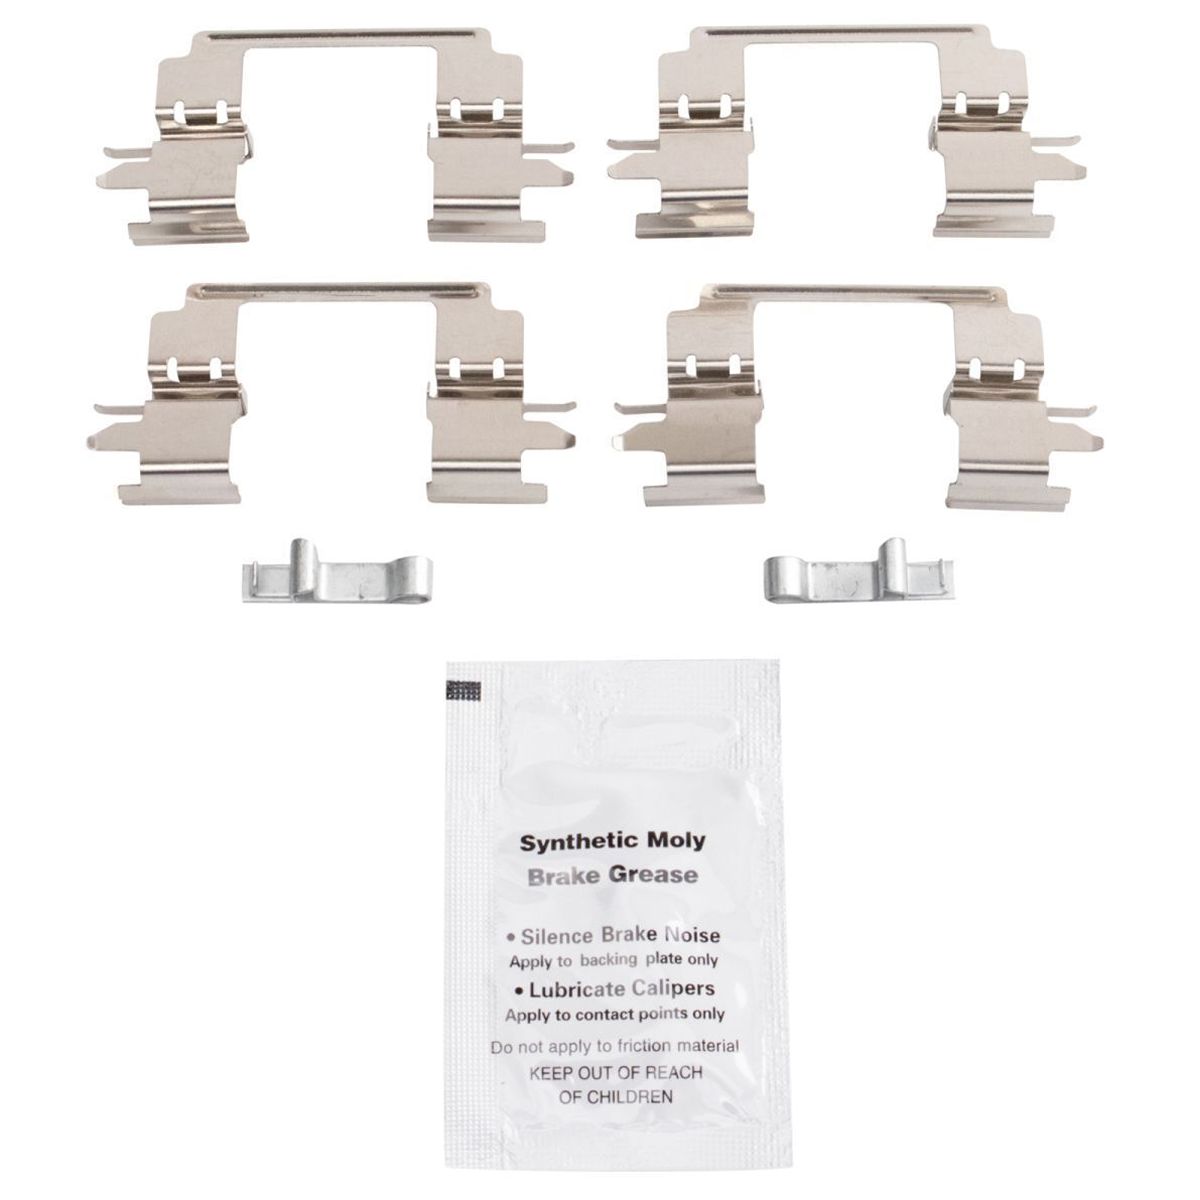 Synthetic Moly
Brake Grease
• Silence Brake Noise
Apply to backing plate only
• Lubricate Calipers
Apply to contact points only
Do not apply to friction material
KEEP OUT OF REACH
OF CHILDREN